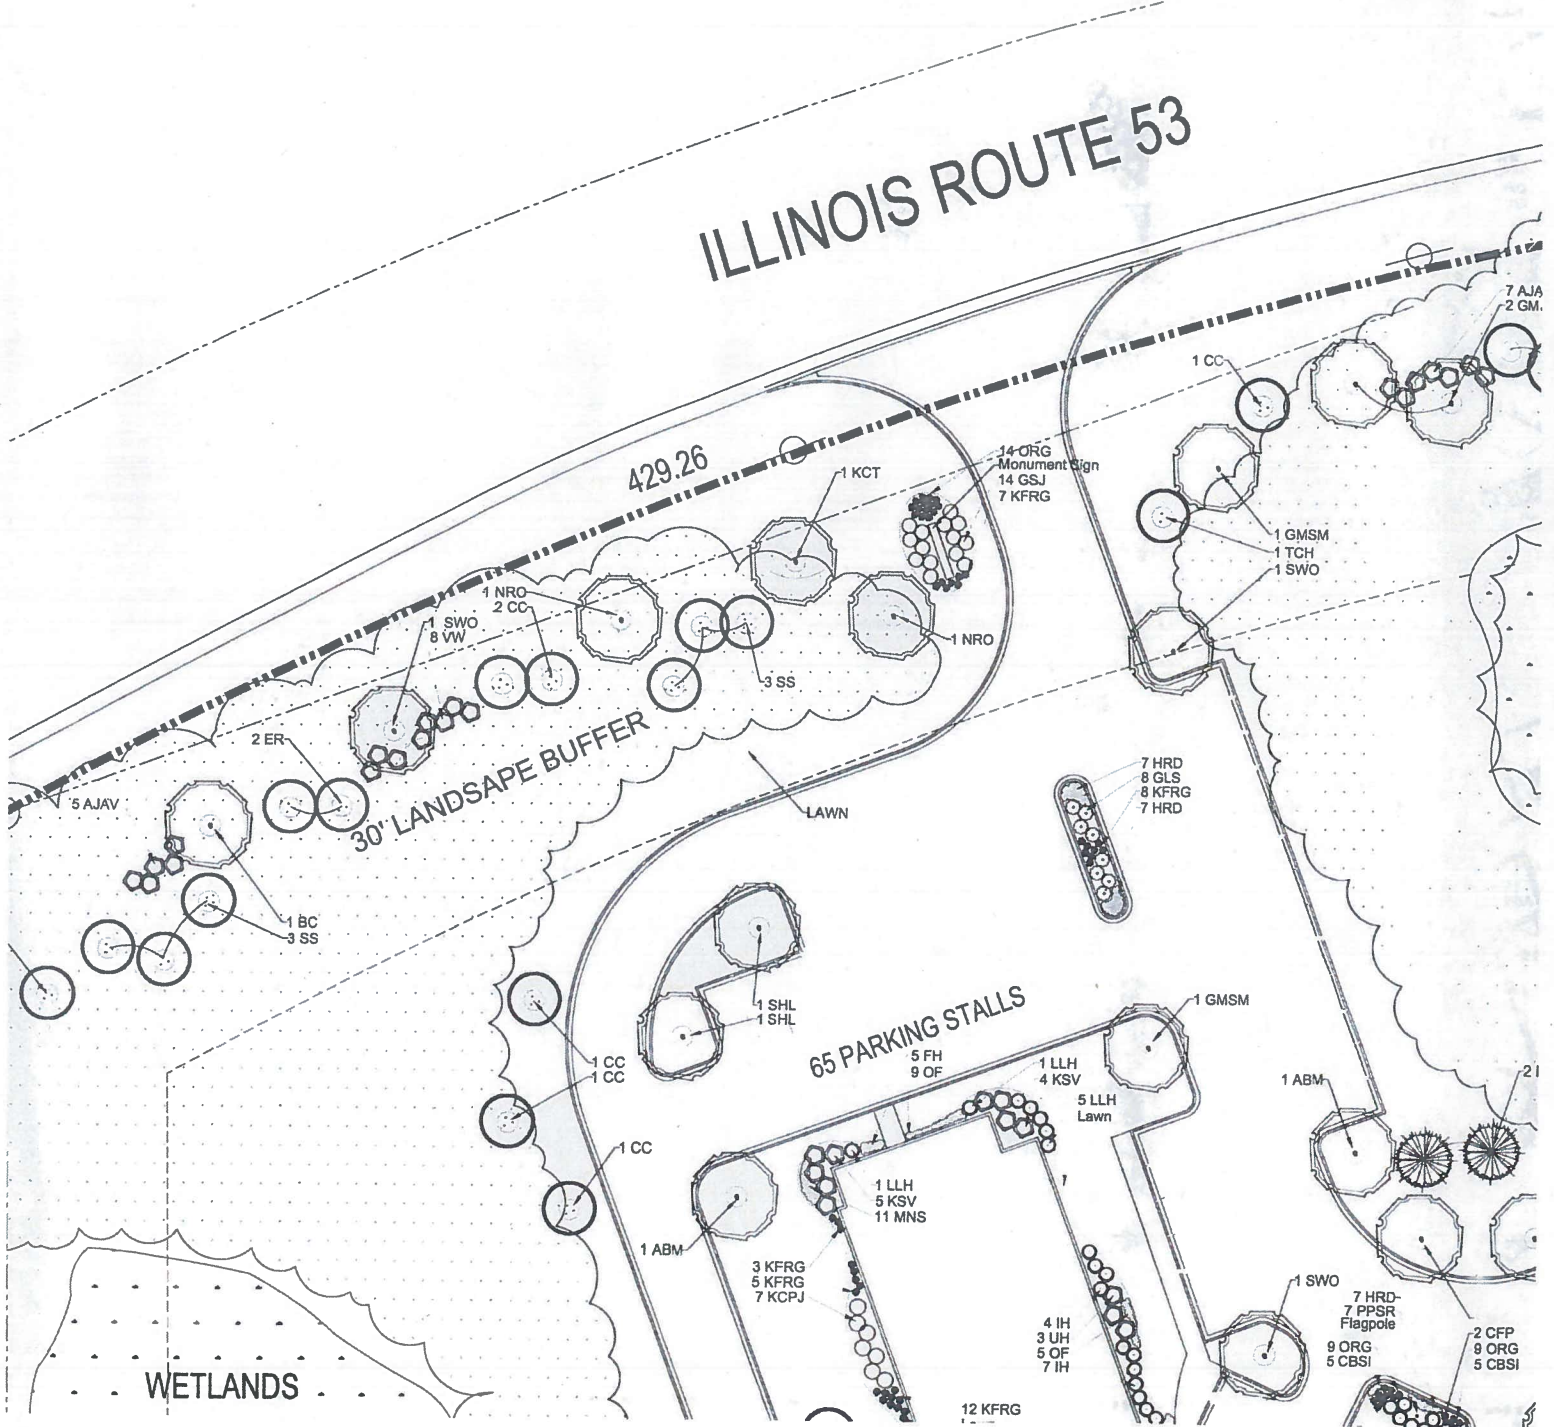 ILLINOIS ROUTE 53
7 AJA
2 GM
1 CC
429.26
1 KCT
14 ORG
Monument Sign
14 GSJ
7 KFRG
1 GMSM
1 TCH
1 SWO
1 NRO
2 CC
1 SWO
8 VW
1 NRO
3 SS
2 ER
30' LANDSAPE BUFFER
5 AJAV
LAWN
7 HRD
8 GLS
8 KFRG
7 HRD
1 BC
3 SS
1 SHL
1 SHL
65 PARKING STALLS
1 GMSM
1 CC
1 CC
5 FH
9 OF
1 LLH
4 KSV
5 LLH
Lawn
1 ABM
1 CC
1 LLH
5 KSV
11 MNS
1 ABM
3 KFRG
5 KFRG
7 KCPJ
1 SWO
7 HRD
7 PPSR
Flagpole
4 IH
3 UH
5 OF
7 IH
9 ORG
5 CBSI
2 CFP
9 ORG
5 CBSI
WETLANDS
12 KFRG